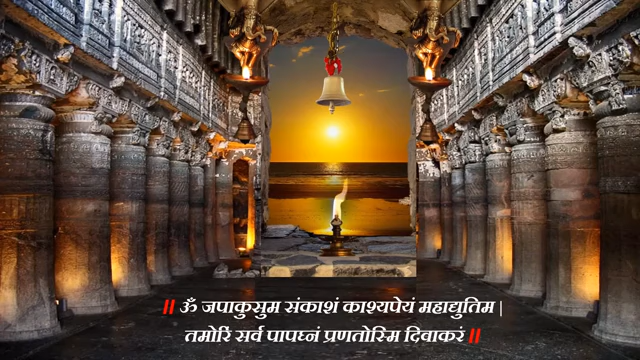 ॥ ॐ जपाकुसुम संकाशं काश्यपेयं महाद्युतिम |
तमोरिं सर्व पापघ्नं प्रणतोस्मि दिवाकरं ॥